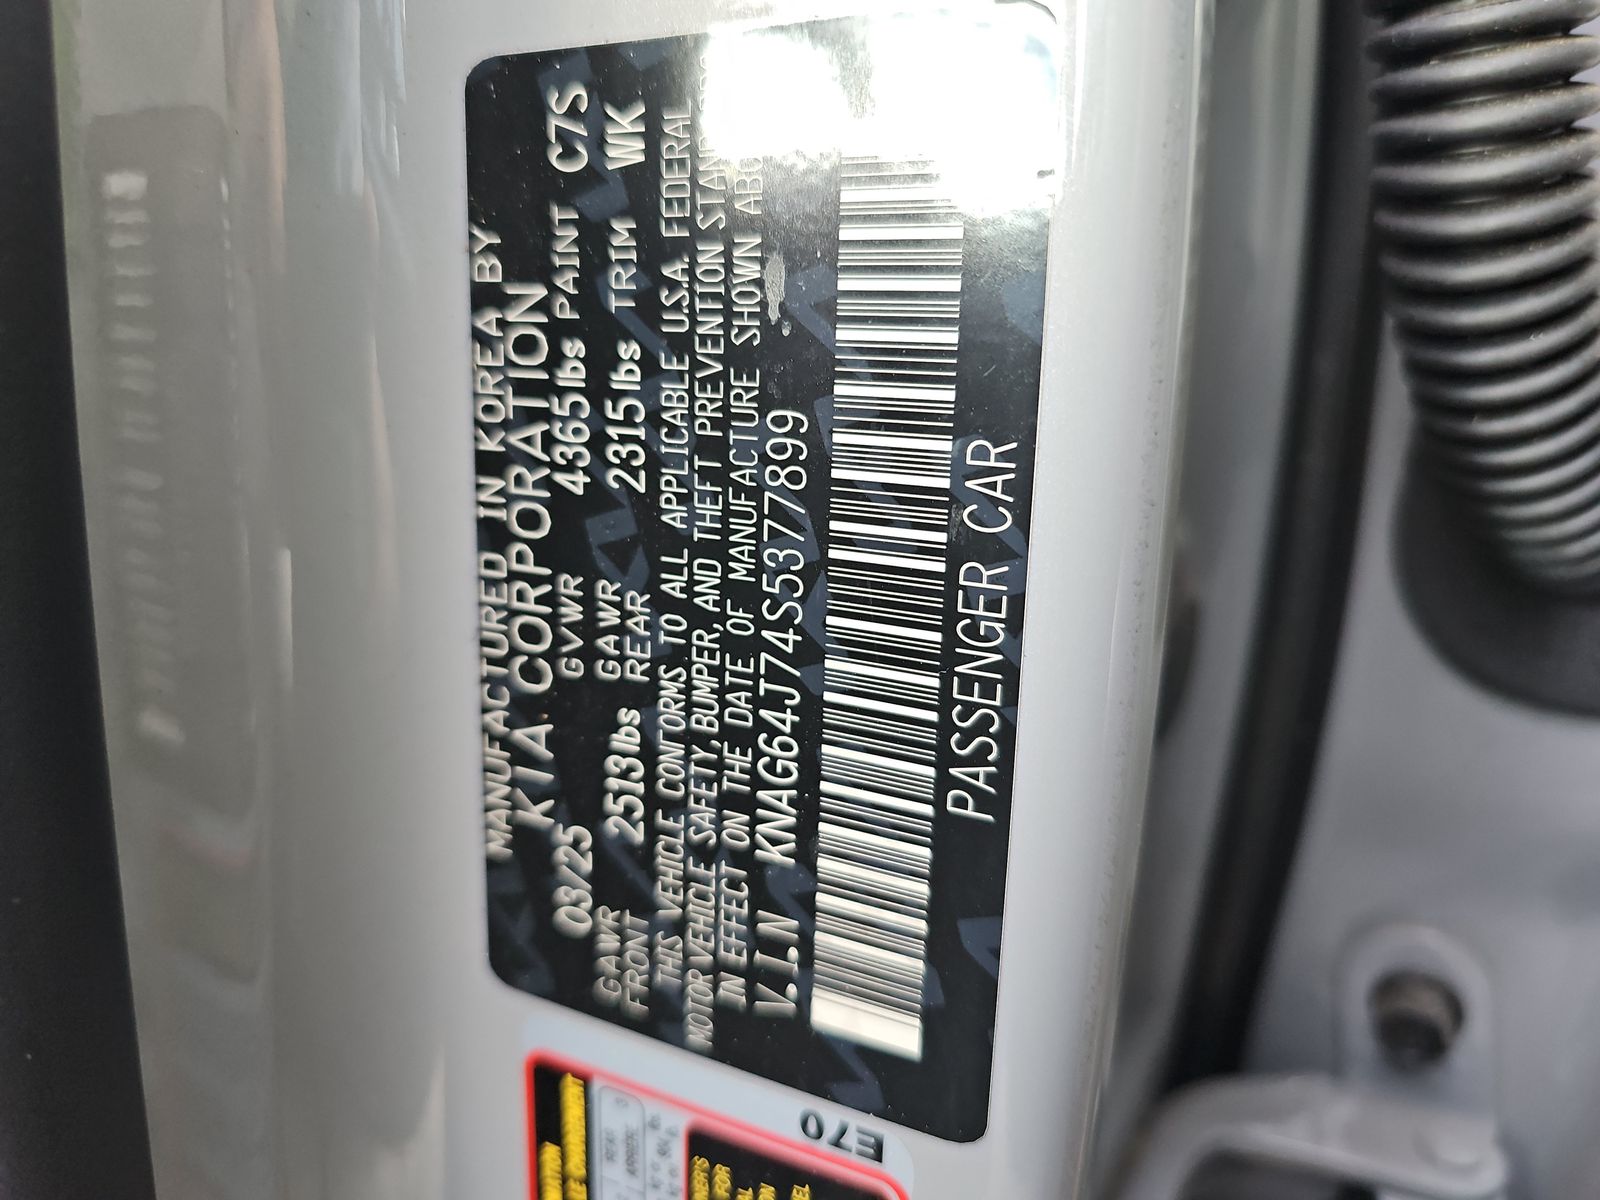 MANUFACTURED IN KOREA BY
KIA CORPORATION
03/25 GVWR 4365lbs PAINT C7S
GAWR FRONT 2513lbs GAWR REAR 2315lbs TRIM WK
THIS VEHICLE CONFORMS TO ALL APPLICABLE U.S.A. FEDERAL
MOTOR VEHICLE SAFETY, BUMPER, AND THEFT PREVENTION
IN EFFECT ON THE DATE OF MANUFACTURE SHOWN
V.I.N KNAG64J74S5377899
PASSENGER CAR
E70